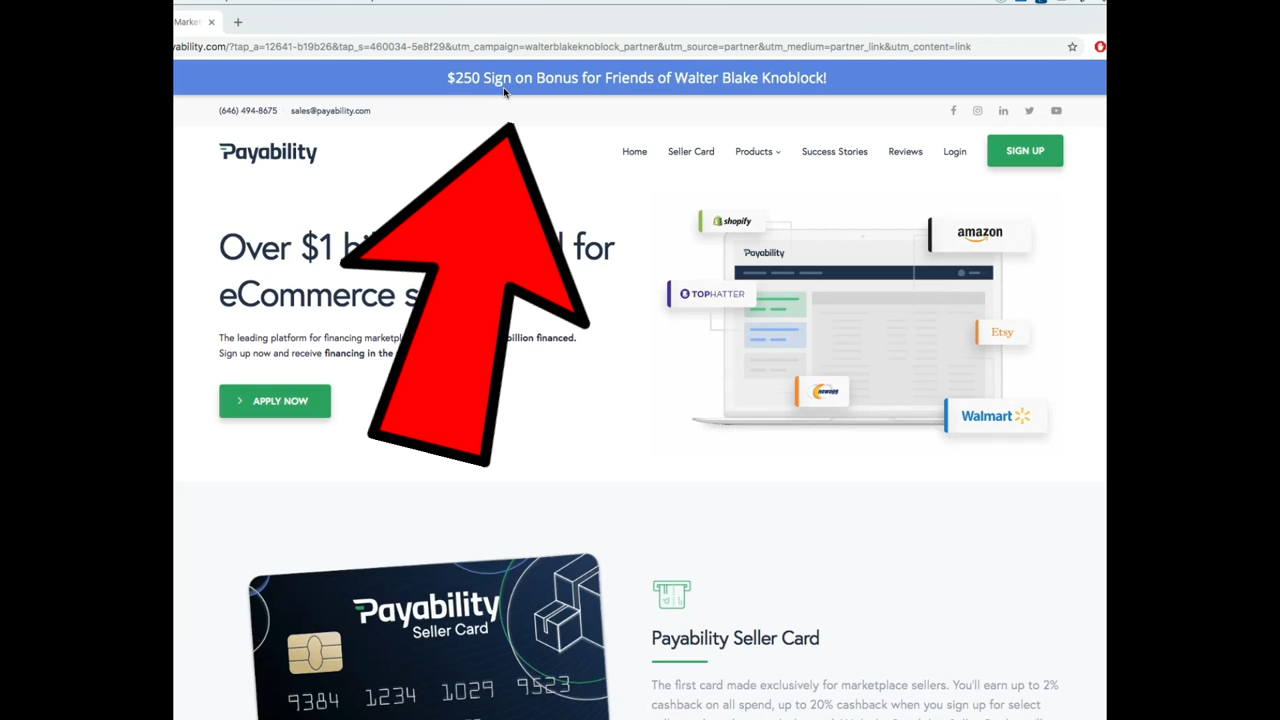 Market
yability.com/?tap_a=12641-b19b26&tap_s=460034-5e8f29&utm_campaign=walterblakeknoblock_partner&utm_source=partner&utm_medium=partner_link&utm_content=link
$250 Sign on Bonus for Friends of Walter Blake Knoblock!
(646) 494-8675 sales@payability.com
Payability
Home Seller Card Products Success Stories Reviews Login SIGN UP
Over $1 for
eCommerce
The leading platform for financing billion financed.
Sign up now and receive financing in the
APPLY NOW
shopify
amazon
Payability
TOPHATTER
Etsy
newegg
Walmart
Payability
Seller Card
9384 1234 1029 9523
Payability Seller Card
The first card made exclusively for marketplace sellers. You'll earn up to 2%
cashback on all spend, up to 20% cashback when you sign up for select